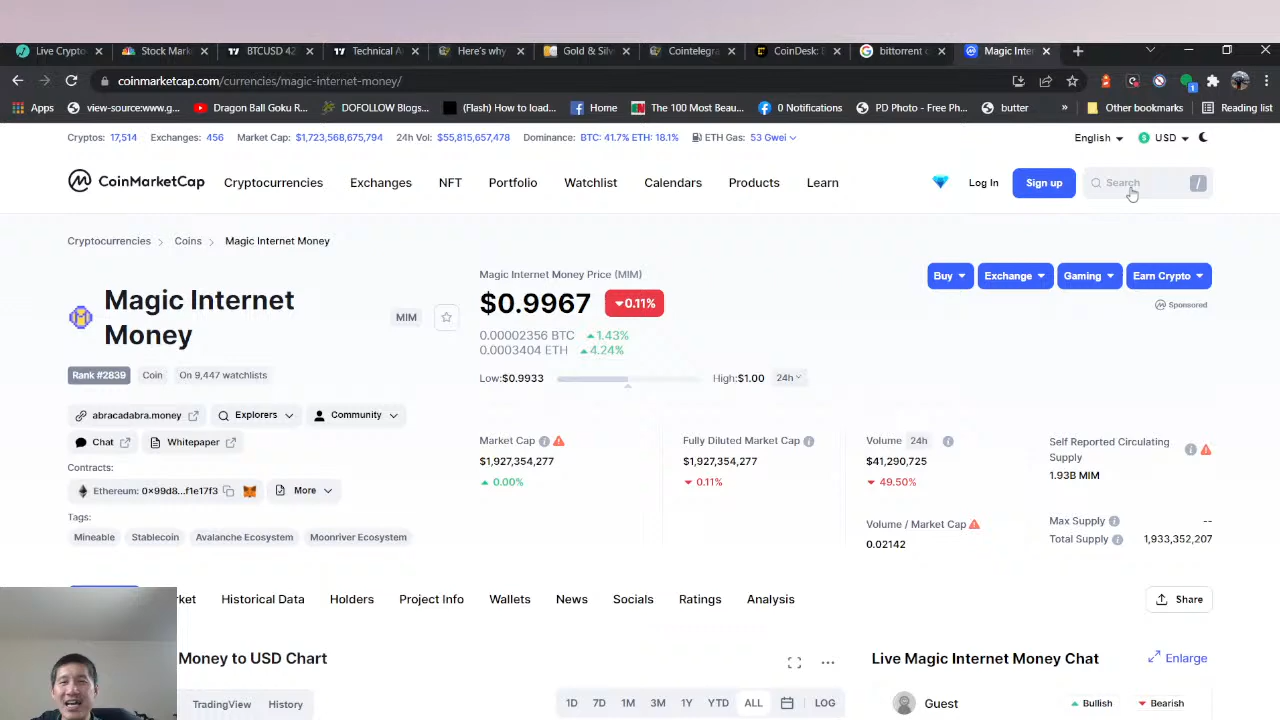 Live Crypto
Stock Mark
BTCUSD 42
Technical A
Here's why
Gold & Silv
Cointelegra
CoinDesk: B
bittorrent c
Magic Inter
coinmarketcap.com/currencies/magic-internet-money/
1
Apps
view-source:www.g...
Dragon Ball Goku R...
DOFOLLOW Blogs...
(Flash) How to load...
Home
The 100 Most Beau...
0 Notifications
PD Photo - Free Ph...
butter
»
Other bookmarks
Reading list
Cryptos: 17,514 Exchanges: 456 Market Cap: $1,723,568,675,794 24h Vol: $55,815,657,478 Dominance: BTC: 41.7% ETH: 18.1% ETH Gas: 53 Gwei
English
USD
CoinMarketCap
Cryptocurrencies
Exchanges
NFT
Portfolio
Watchlist
Calendars
Products
Learn
Log In
Sign up
Search
/
Cryptocurrencies
Coins
Magic Internet Money
Magic Internet
Money
MIM
Rank #2839
Coin
On 9,447 watchlists
abracadabra.money
Explorers
Community
Chat
Whitepaper
Contracts:
Ethereum: 0x99d8...f1e17f3
More
Tags:
Mineable
Stablecoin
Avalanche Ecosystem
Moonriver Ecosystem
Magic Internet Money Price (MIM)
$0.9967
0.11%
0.00002356 BTC 1.43%
0.0003404 ETH 4.24%
Low:$0.9933
High:$1.00
24h
Buy
Exchange
Gaming
Earn Crypto
Sponsored
Market Cap
$1,927,354,277
0.00%
Fully Diluted Market Cap
$1,927,354,277
0.11%
Volume 24h
$41,290,725
49.50%
Volume / Market Cap
0.02142
Self Reported Circulating
Supply
1.93B MIM
Max Supply --
Total Supply 1,933,352,207
rket
Historical Data
Holders
Project Info
Wallets
News
Socials
Ratings
Analysis
Share
Money to USD Chart
TradingView
History
1D
7D
1M
3M
1Y
YTD
ALL
LOG
Live Magic Internet Money Chat
Enlarge
Guest
Bullish
Bearish